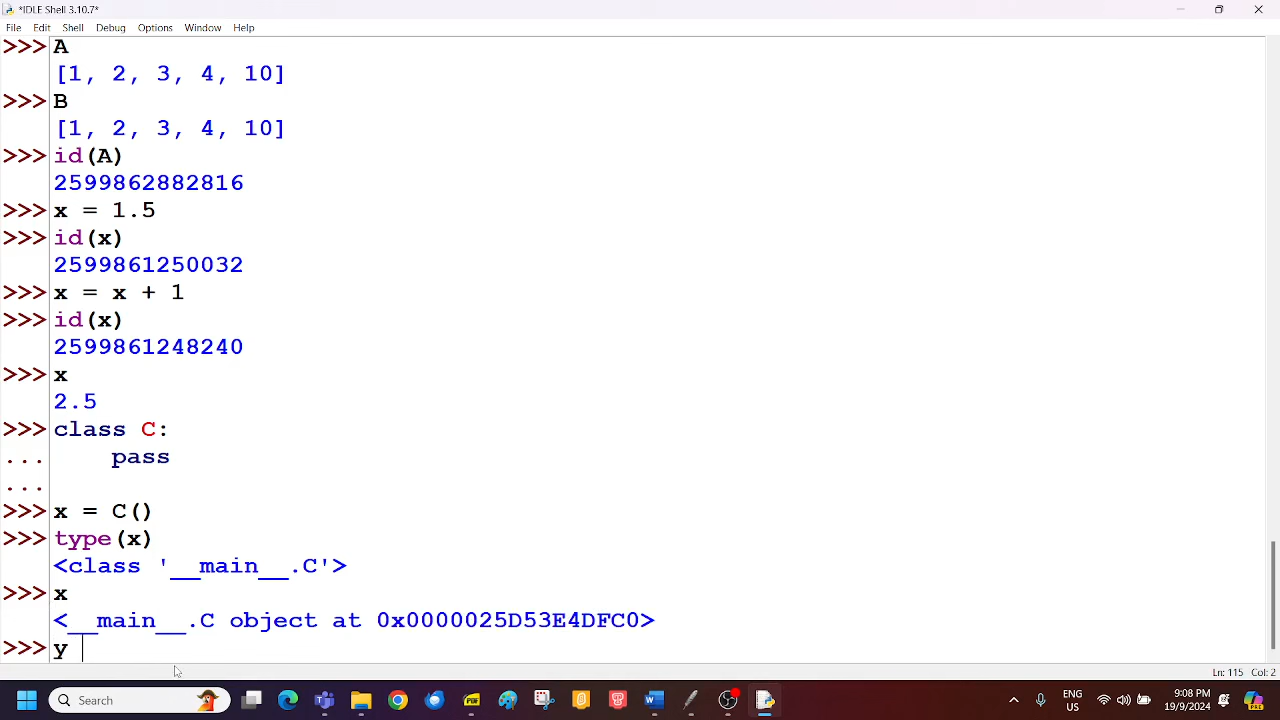 *IDLE Shell 3.10.7*
File Edit Shell Debug Options Window Help
>>> A
[1, 2, 3, 4, 10]
>>> B
[1, 2, 3, 4, 10]
>>> id(A)
2599862882816
>>> x = 1.5
>>> id(x)
2599861250032
>>> x = x + 1
>>> id(x)
2599861248240
>>> x
2.5
>>> class C:
...     pass
...
>>> x = C()
>>> type(x)
<class '__main__.C'>
>>> x
<__main__.C object at 0x0000025D53E4DFC0>
>>> y
Ln: 115 Col: 2
Search
ENG
US
9:08 PM
19/9/2024